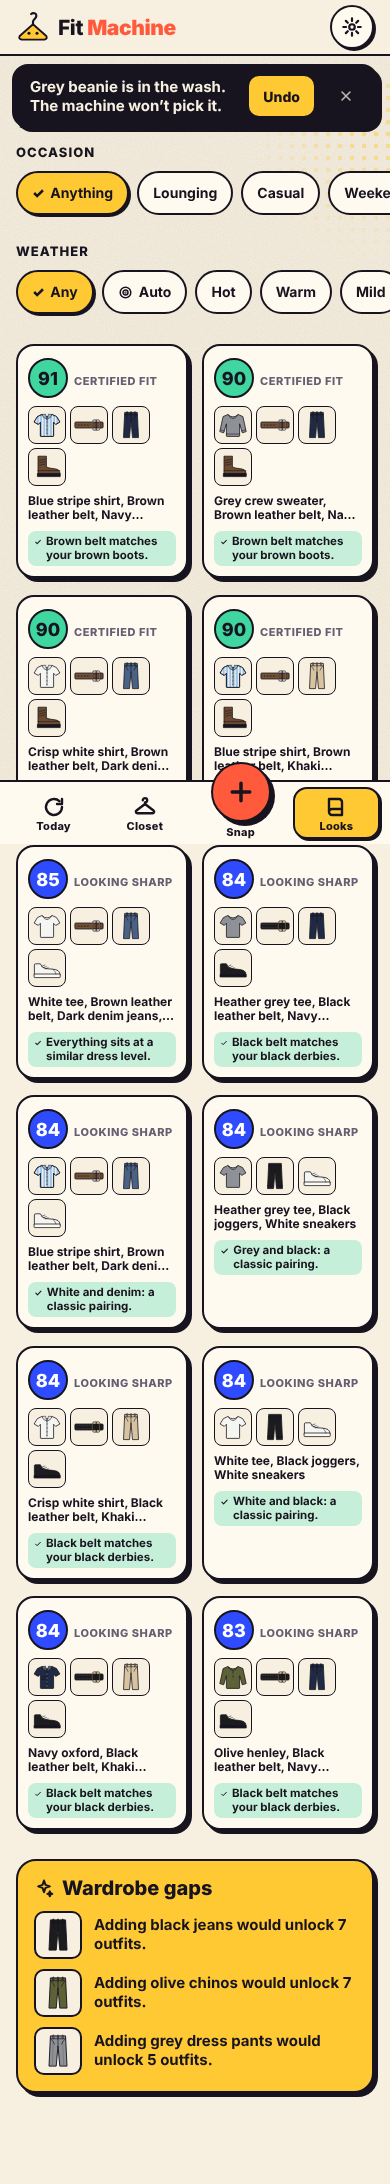 Fit Machine
Grey beanie is in the wash.
The machine won't pick it.
Undo
OCCASION
Anything
Lounging
Casual
Weeke
WEATHER
Any
Auto
Hot
Warm
Mild
91 CERTIFIED FIT
Blue stripe shirt, Brown
leather belt, Navy...
Brown belt matches
your brown boots.
90 CERTIFIED FIT
Grey crew sweater,
Brown leather belt, Na...
Brown belt matches
your brown boots.
90 CERTIFIED FIT
Crisp white shirt, Brown
leather belt, Dark deni...
90 CERTIFIED FIT
Blue stripe shirt, Brown
leather belt, Khaki...
Today
Closet
Snap
Looks
85 LOOKING SHARP
White tee, Brown leather
belt, Dark denim jeans,...
Everything sits at a
similar dress level.
84 LOOKING SHARP
Heather grey tee, Black
leather belt, Navy...
Black belt matches
your black derbies.
84 LOOKING SHARP
Blue stripe shirt, Brown
leather belt, Dark deni...
White and denim: a
classic pairing.
84 LOOKING SHARP
Heather grey tee, Black
joggers, White sneakers
Grey and black: a
classic pairing.
84 LOOKING SHARP
Crisp white shirt, Black
leather belt, Khaki...
Black belt matches
your black derbies.
84 LOOKING SHARP
White tee, Black joggers,
White sneakers
White and black: a
classic pairing.
84 LOOKING SHARP
Navy oxford, Black
leather belt, Khaki...
Black belt matches
your black derbies.
83 LOOKING SHARP
Olive henley, Black
leather belt, Navy...
Black belt matches
your black derbies.
Wardrobe gaps
Adding black jeans would unlock 7
outfits.
Adding olive chinos would unlock 7
outfits.
Adding grey dress pants would
unlock 5 outfits.